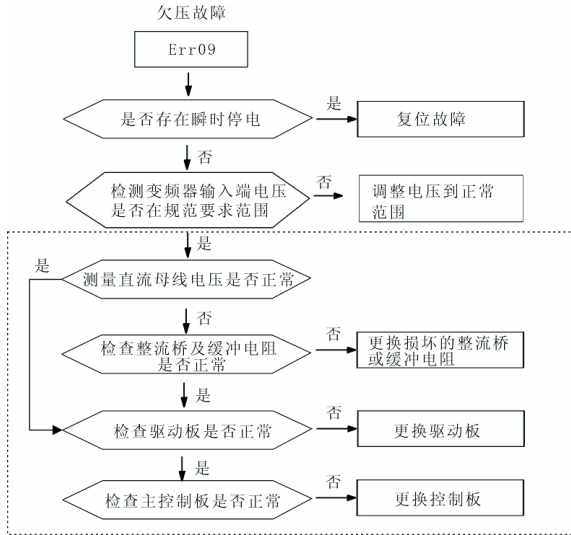 欠压故障
Err09
是否存在瞬时停电
是
复位故障
否
检测变频器输入端电压
是否在规范要求范围
否
调整电压到正常
范围
是
是
测量直流母线电压是否正常
否
检查整流桥及缓冲电阻
是否正常
否
更换损坏的整流桥
或缓冲电阻
是
检查驱动板是否正常
否
更换驱动板
是
检查主控制板是否正常
否
更换控制板